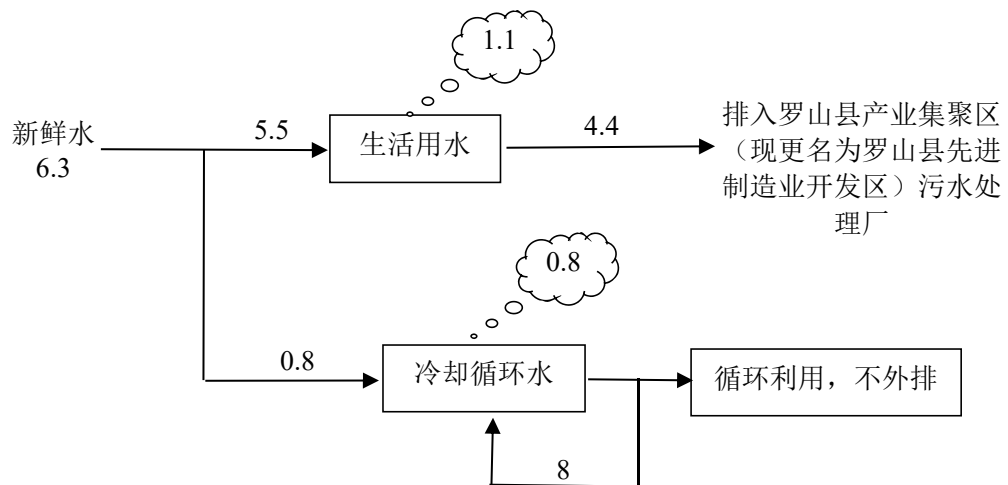 1.1
新鲜水
6.3
5.5
生活用水
4.4
排入罗山县产业集聚区
（现更名为罗山县先进
制造业开发区）污水处
理厂
0.8
0.8
冷却循环水
循环利用，不外排
8